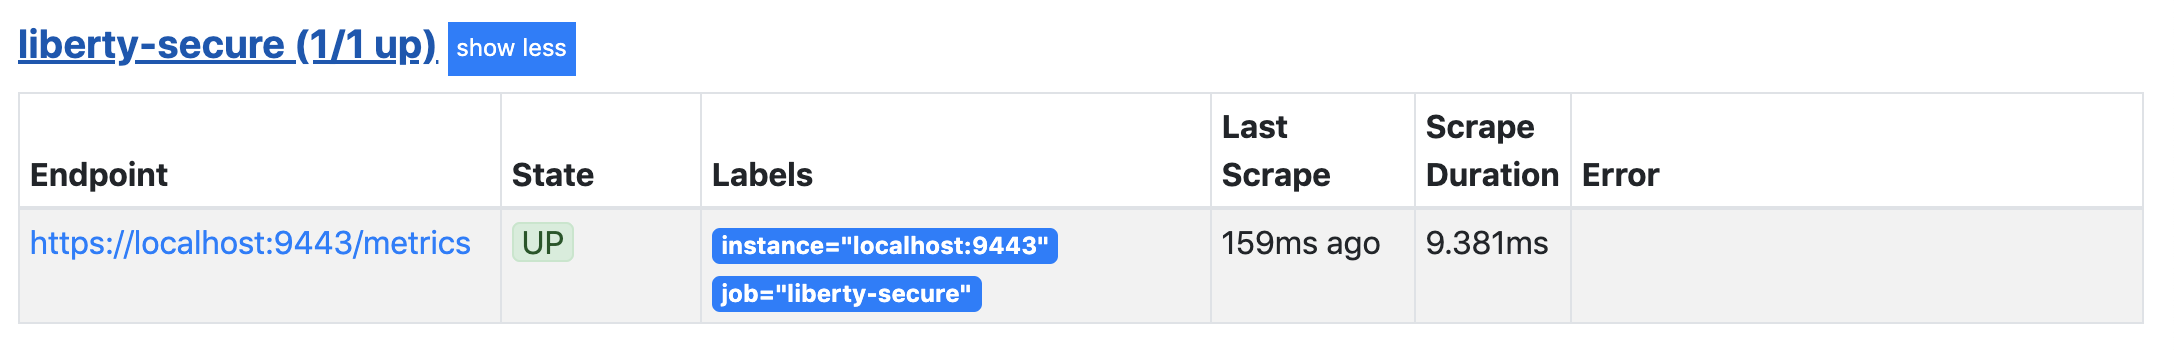 liberty-secure (1/1 up) show less
Endpoint State Labels Last Scrape Scrape Duration Error
https://localhost:9443/metrics UP instance="localhost:9443" 159ms ago 9.381ms
job="liberty-secure"